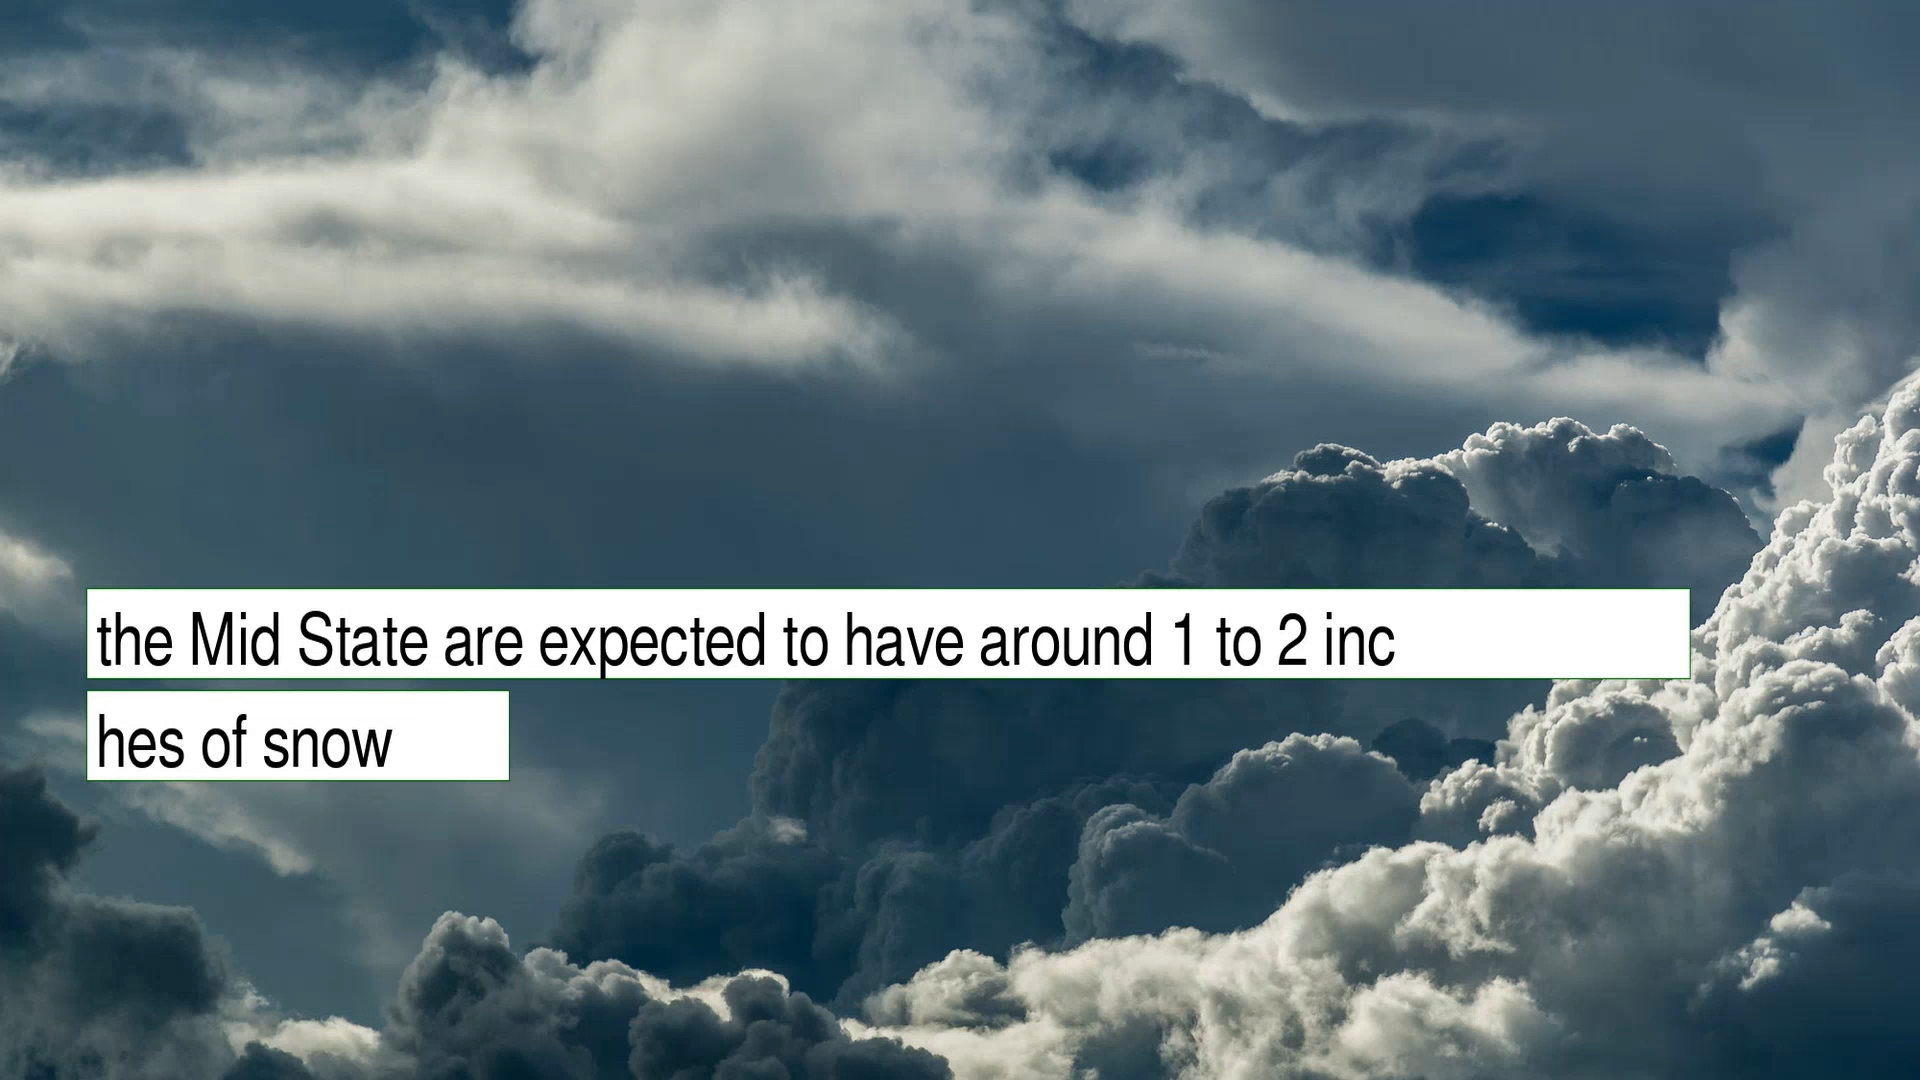 the Mid State are expected to have around 1 to 2 inc
hes of snow